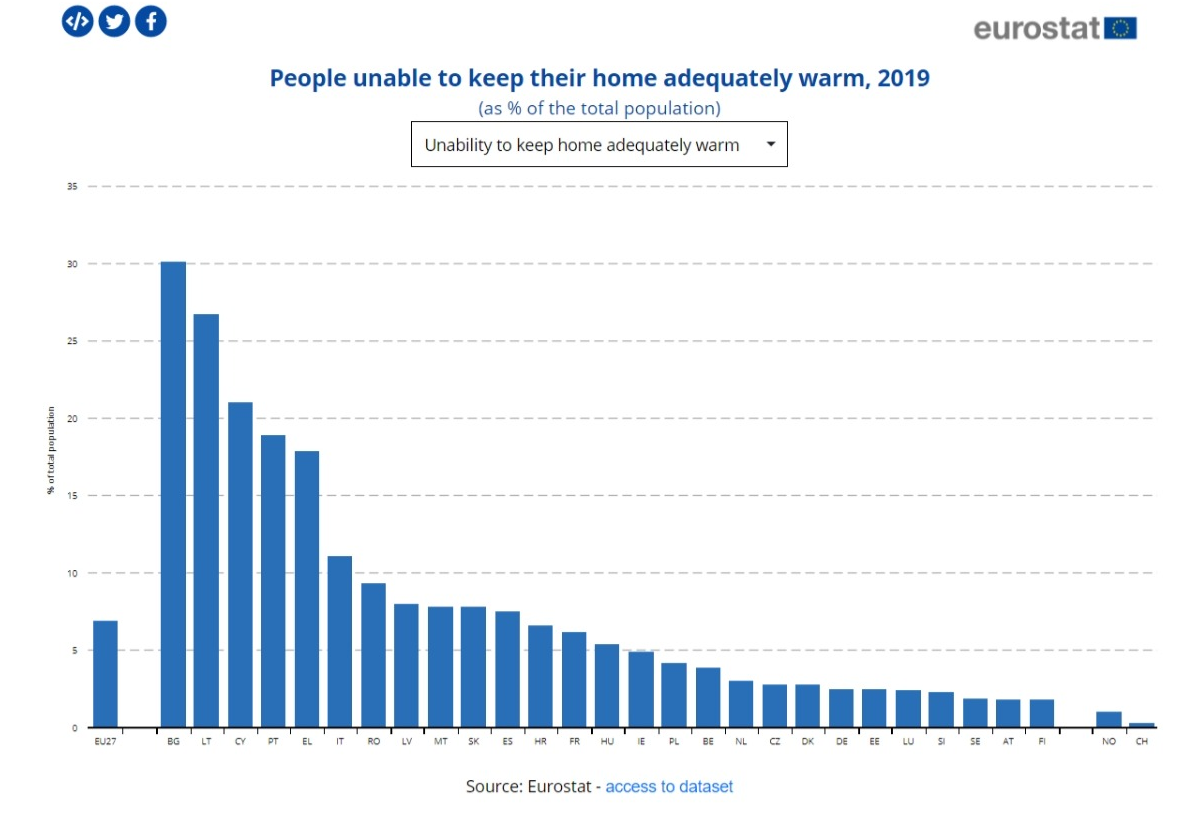 </>
eurostat
People unable to keep their home adequately warm, 2019
(as % of the total population)
Unability to keep home adequately warm
35
30
25
20
15
10
5
0
% of total population
EU27 BG LT CY PT EL IT RO LV MT SK ES HR FR HU IE PL BE NL CZ DK DE EE LU SI SE AT FI NO CH
Source: Eurostat - access to dataset